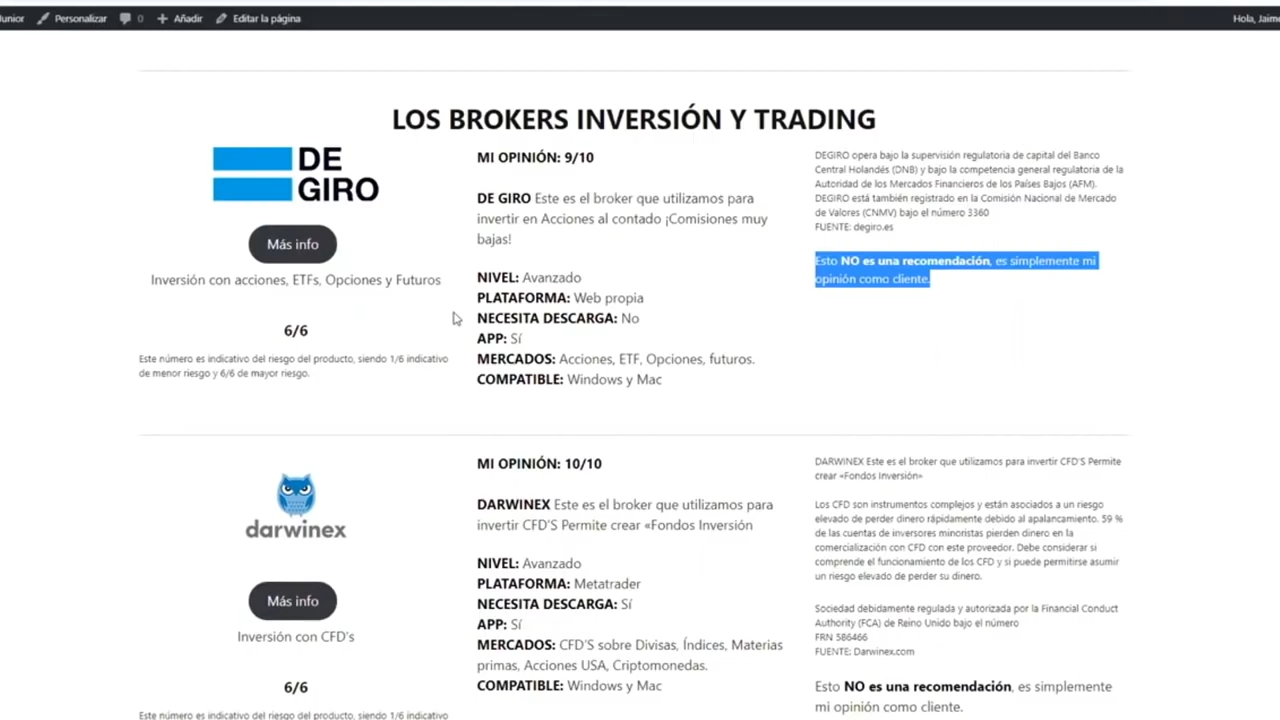 Junior Personalizar 0 Añadir Editar la página Hola, Jaime
LOS BROKERS INVERSIÓN Y TRADING
DE
GIRO
Más info
Inversión con acciones, ETFs, Opciones y Futuros
6/6
Este número es indicativo del riesgo del producto, siendo 1/6 indicativo
de menor riesgo y 6/6 de mayor riesgo.
MI OPINIÓN: 9/10
DE GIRO Este es el broker que utilizamos para
invertir en Acciones al contado ¡Comisiones muy
bajas!
NIVEL: Avanzado
PLATAFORMA: Web propia
NECESITA DESCARGA: No
APP: Sí
MERCADOS: Acciones, ETF, Opciones, futuros.
COMPATIBLE: Windows y Mac
DEGIRO opera bajo la supervisión regulatoria de capital del Banco
Central Holandés (DNB) y bajo la competencia general regulatoria de la
Autoridad de los Mercados Financieros de los Países Bajos (AFM).
DEGIRO está también registrado en la Comisión Nacional de Mercado
de Valores (CNMV) bajo el número 3360
FUENTE: degiro.es
Esto NO es una recomendación, es simplemente mi
opinión como cliente.
darwinex
Más info
Inversión con CFD's
6/6
Este número es indicativo del riesgo del producto, siendo 1/6 indicativo
MI OPINIÓN: 10/10
DARWINEX Este es el broker que utilizamos para
invertir CFD'S Permite crear «Fondos Inversión
NIVEL: Avanzado
PLATAFORMA: Metatrader
NECESITA DESCARGA: Sí
APP: Sí
MERCADOS: CFD'S sobre Divisas, Índices, Materias
primas, Acciones USA, Criptomonedas.
COMPATIBLE: Windows y Mac
DARWINEX Este es el broker que utilizamos para invertir CFD'S Permite
crear «Fondos Inversión»
Los CFD son instrumentos complejos y están asociados a un riesgo
elevado de perder dinero rápidamente debido al apalancamiento. 59 %
de las cuentas de inversores minoristas pierden dinero en la
comercialización con CFD con este proveedor. Debe considerar si
comprende el funcionamiento de los CFD y si puede permitirse asumir
un riesgo elevado de perder su dinero.
Sociedad debidamente regulada y autorizada por la Financial Conduct
Authority (FCA) de Reino Unido bajo el número
FRN 586466
FUENTE: Darwinex.com
Esto NO es una recomendación, es simplemente
mi opinión como cliente.